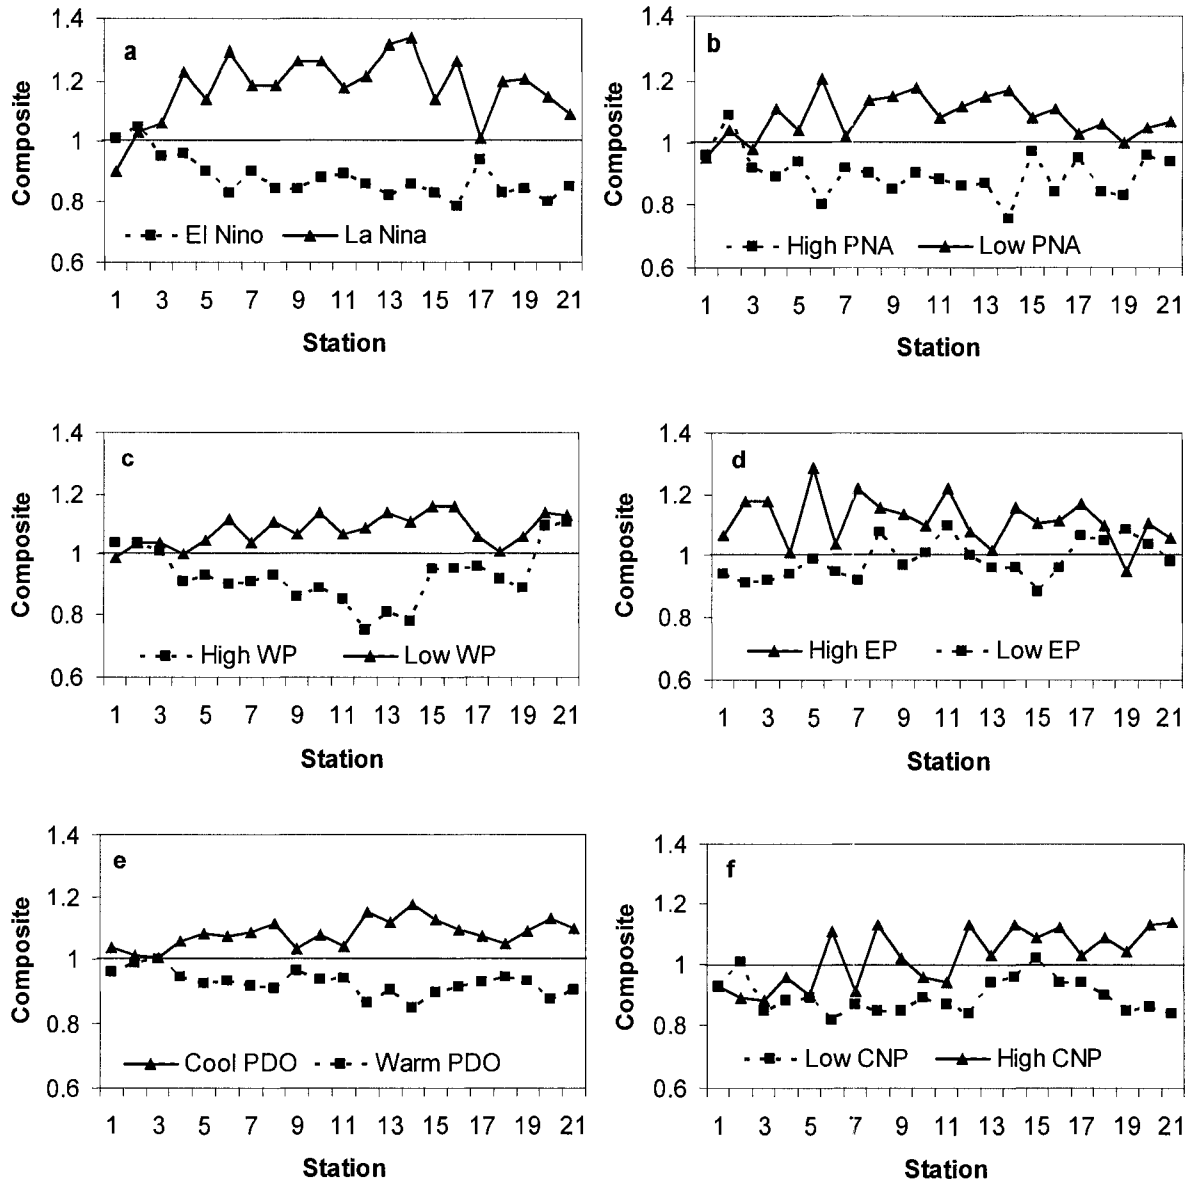 a
Composite
1.4
1.2
1
0.8
0.6
El Nino La Nina
1 3 5 7 9 11 13 15 17 19 21
Station
b
Composite
1.4
1.2
1
0.8
0.6
High PNA Low PNA
1 3 5 7 9 11 13 15 17 19 21
Station
c
Composite
1.4
1.2
1
0.8
0.6
High WP Low WP
1 3 5 7 9 11 13 15 17 19 21
Station
d
Composite
1.4
1.2
1
0.8
0.6
High EP Low EP
1 3 5 7 9 11 13 15 17 19 21
Station
e
Composite
1.4
1.2
1
0.8
0.6
Cool PDO Warm PDO
1 3 5 7 9 11 13 15 17 19 21
Station
f
Composite
1.4
1.2
1
0.8
0.6
Low CNP High CNP
1 3 5 7 9 11 13 15 17 19 21
Station